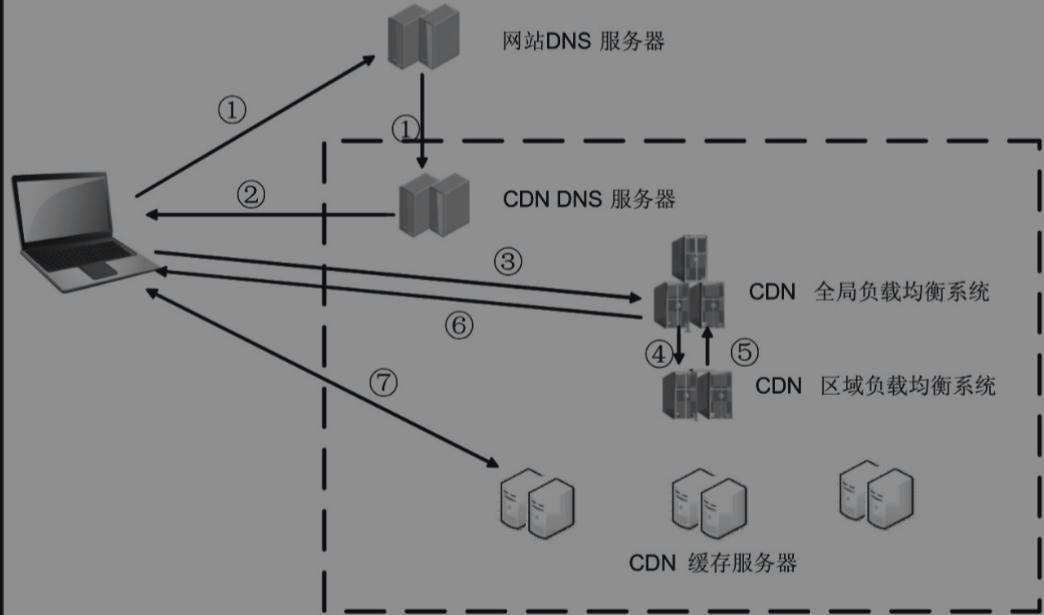 网站DNS 服务器
①
①
CDN DNS 服务器
②
③
CDN 全局负载均衡系统
⑥
④
⑤
⑦
CDN 区域负载均衡系统
CDN 缓存服务器